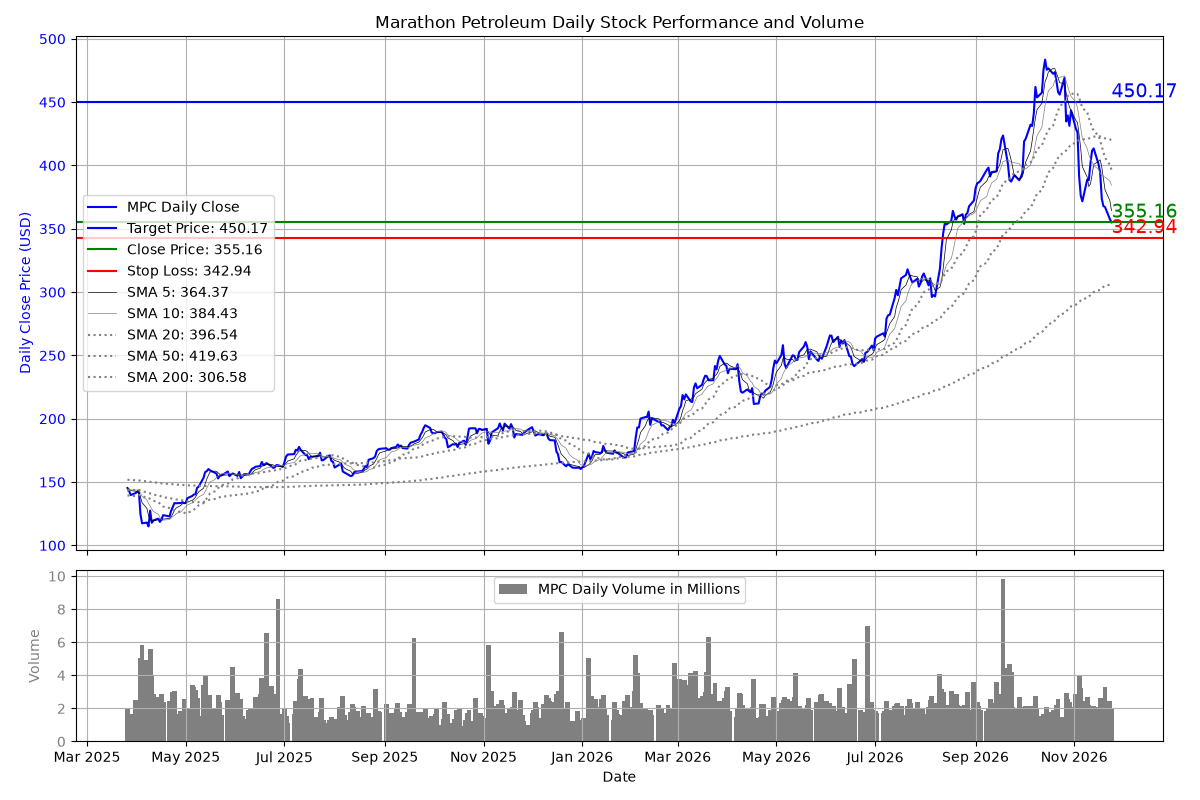 Marathon Petroleum Daily Stock Performance and Volume
500
450
400
350
300
250
200
150
100
Daily Close Price (USD)
450.17
355.16
342.94
MPC Daily Close
Target Price: 450.17
Close Price: 355.16
Stop Loss: 342.94
SMA 5: 364.37
SMA 10: 384.43
SMA 20: 396.54
SMA 50: 419.63
SMA 200: 306.58
MPC Daily Volume in Millions
10
8
6
4
2
0
Volume
Mar 2025 May 2025 Jul 2025 Sep 2025 Nov 2025 Jan 2026 Mar 2026 May 2026 Jul 2026 Sep 2026 Nov 2026
Date